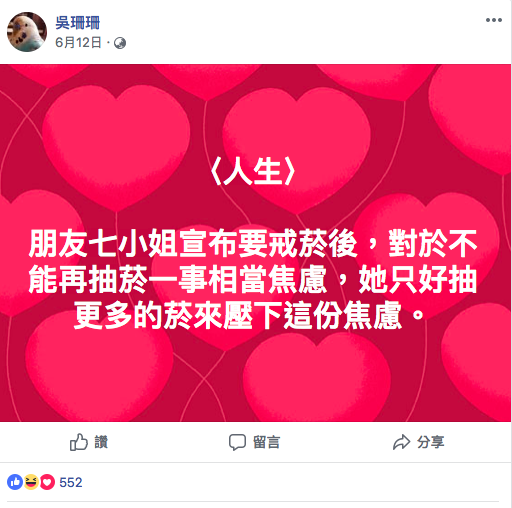 吳珊珊
6月12日 ·
〈人生〉
朋友七小姐宣布要戒菸後，對於不
能再抽菸一事相當焦慮，她只好抽
更多的菸來壓下這份焦慮。
讚
留言
分享
552